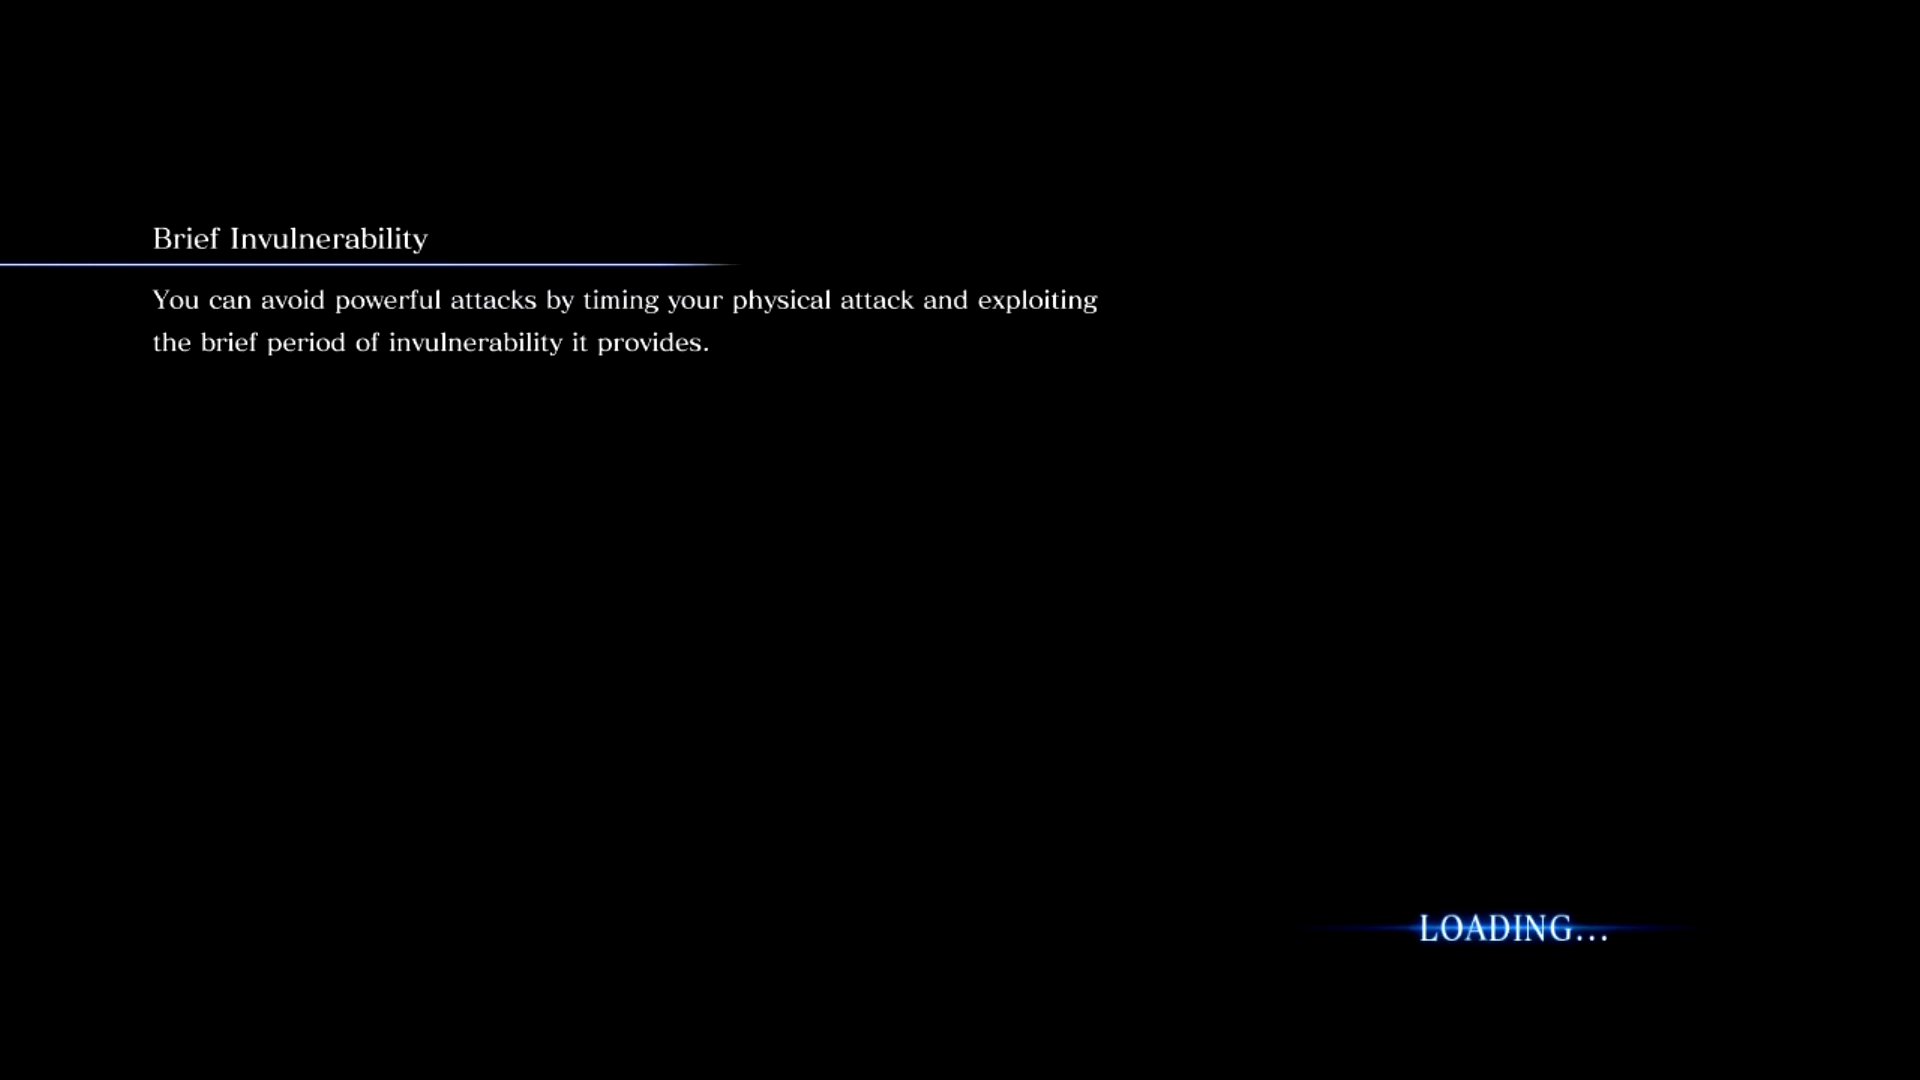 Brief Invulnerability
You can avoid powerful attacks by timing your physical attack and exploiting
the brief period of invulnerability it provides.
LOADING...